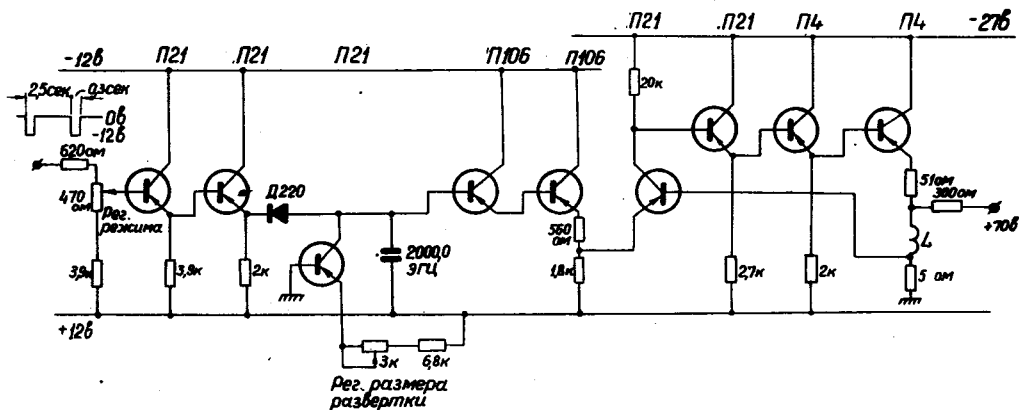 П21 П21 П4 П4 -27в
-12в П21 П21 П21 П106 П106
2,5сек 0,3сек
0в
-12в
20к
620ом
470
ом
Рег.
режима
Д220
2000,0
ЭГЦ
560
ом
51ом
300ом
+70в
L
3,9к 3,9к 2к 1,8к 2,7к 2к 5 ом
+12в
3к 6,8к
Рег. размера
развертки